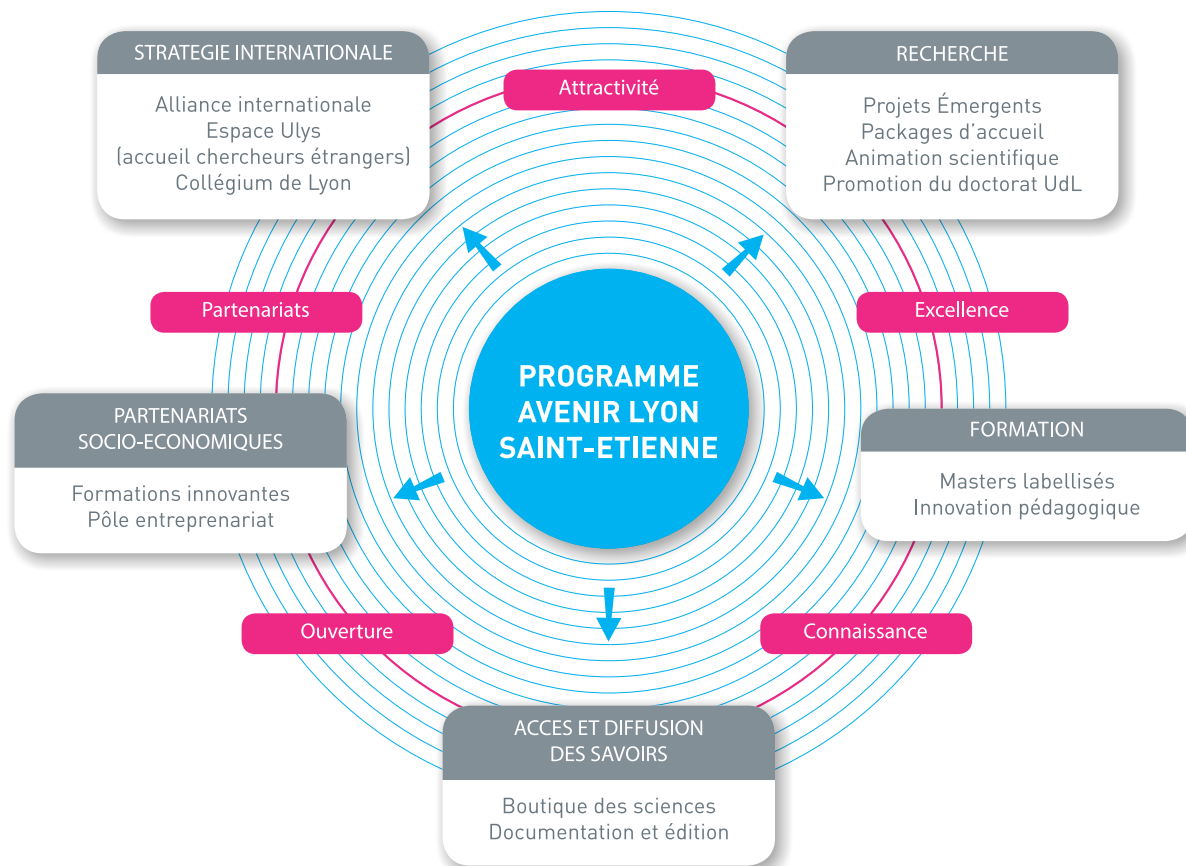 STRATEGIE INTERNATIONALE
Alliance internationale
Espace Ulys
(accueil chercheurs étrangers)
Collégium de Lyon
Attractivité
RECHERCHE
Projets Émergents
Packages d'accueil
Animation scientifique
Promotion du doctorat UdL
Partenariats
Excellence
PROGRAMME
AVENIR LYON
SAINT-ETIENNE
PARTENARIATS
SOCIO-ECONOMIQUES
Formations innovantes
Pôle entreprenariat
FORMATION
Masters labellisés
Innovation pédagogique
Ouverture
Connaissance
ACCES ET DIFFUSION
DES SAVOIRS
Boutique des sciences
Documentation et édition